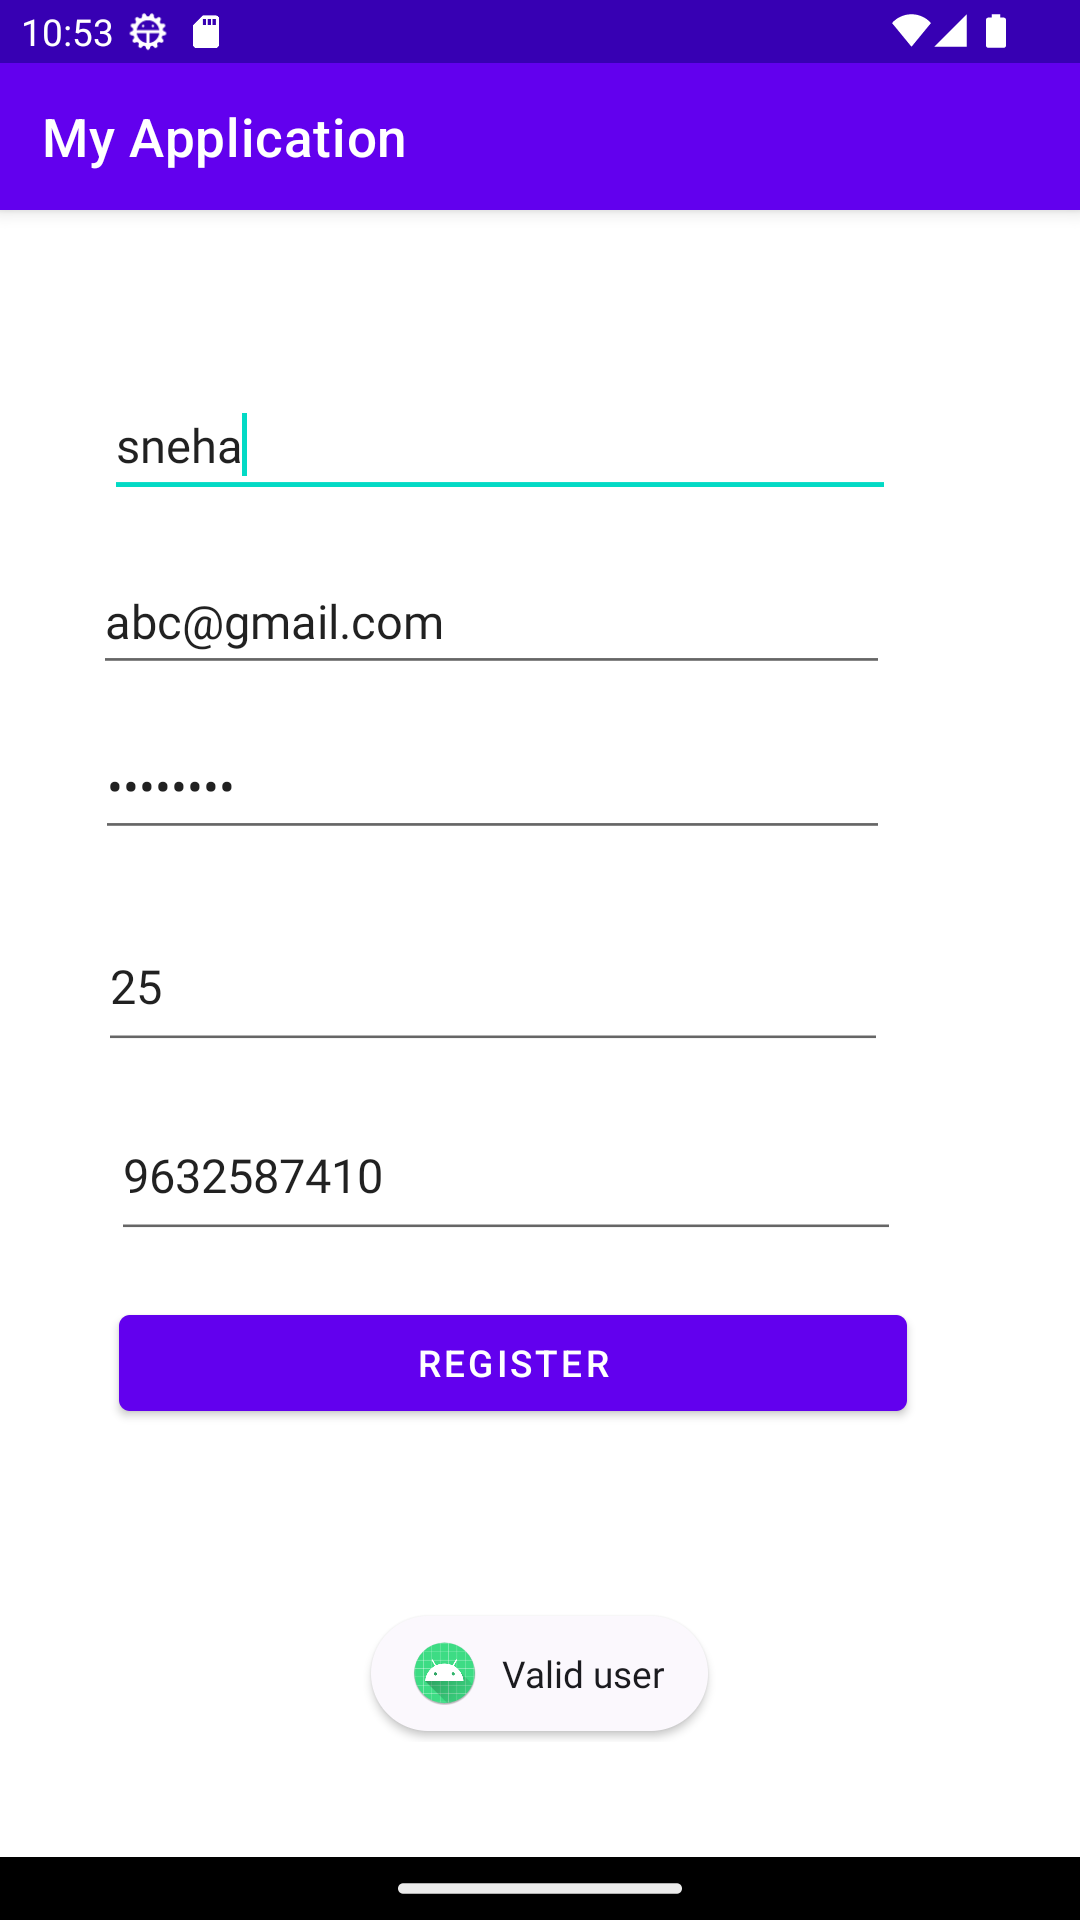 10:53
My Application
sneha
abc@gmail.com
••••••••
25
9632587410
REGISTER
Valid user